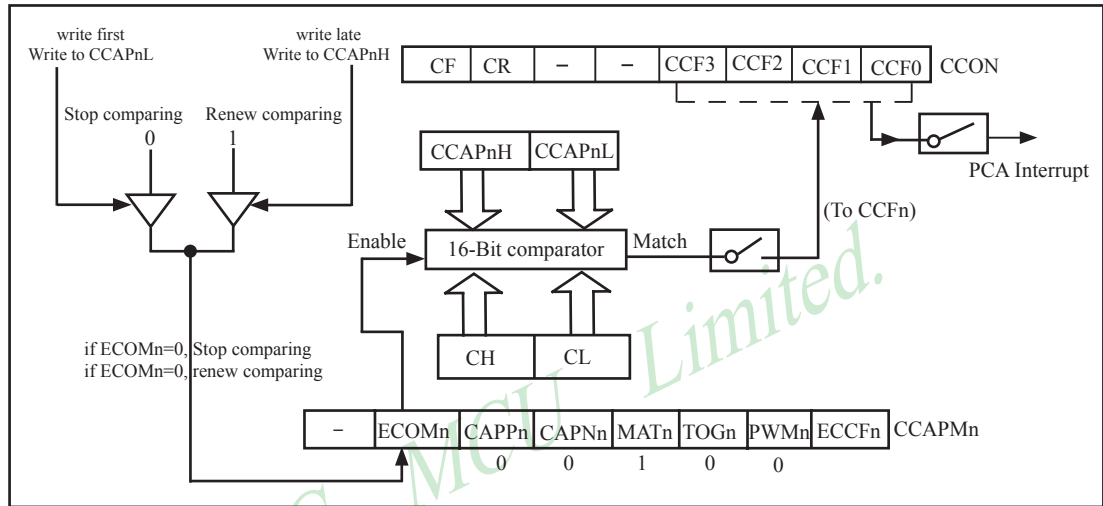 write first
Write to CCAPnL
write late
Write to CCAPnH
CF CR – – CCF3 CCF2 CCF1 CCF0 CCON
Stop comparing
0
Renew comparing
1
CCAPnH CCAPnL
PCA Interrupt
(To CCFn)
Enable
16-Bit comparator
Match
CH CL
if ECOMn=0, Stop comparing
if ECOMn=0, renew comparing
– ECOMn CAPPn CAPNn MATn TOGn PWMn ECCFn CCAPMn
0 0 1 0 0
MCU Limited.